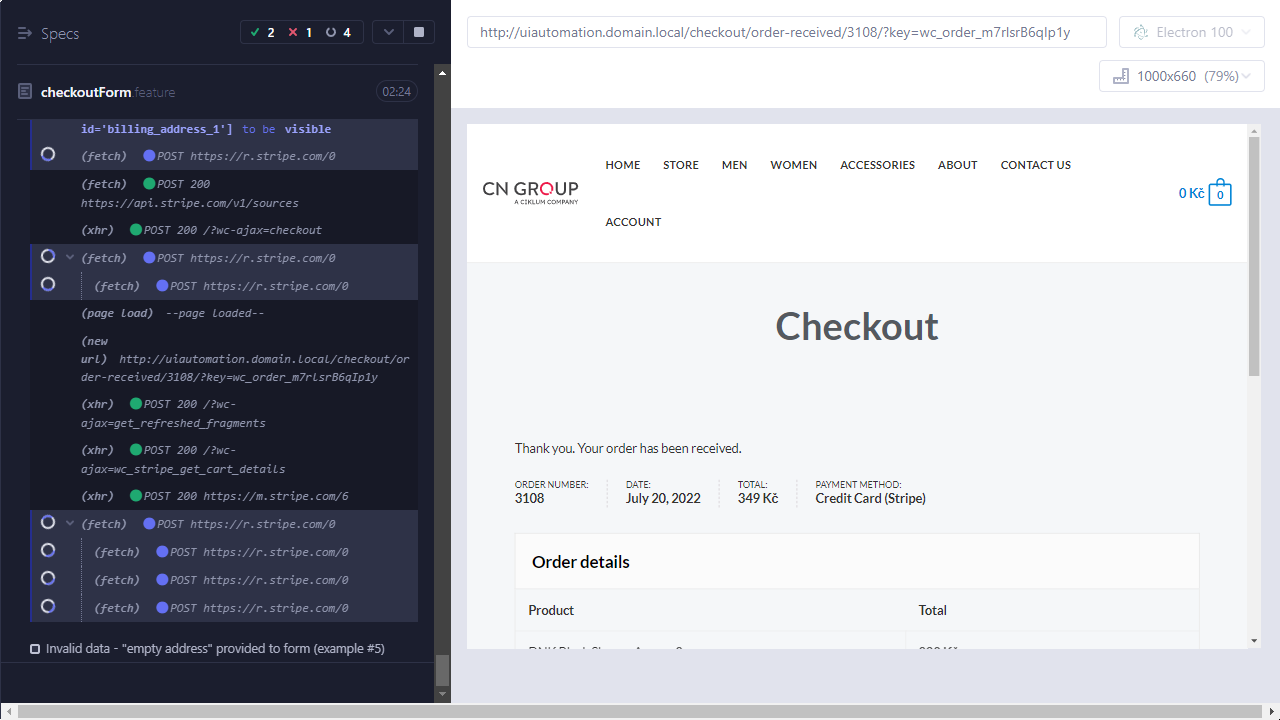 Specs
2
1
4
checkoutForm.feature
02:24
id='billing_address_1'] to be visible
(fetch) POST https://r.stripe.com/0
(fetch) POST 200
https://api.stripe.com/v1/sources
(xhr) POST 200 /?wc-ajax=checkout
(fetch) POST https://r.stripe.com/0
(fetch) POST https://r.stripe.com/0
(page load) --page loaded--
(new
url) http://uiautomation.domain.local/checkout/or
der-received/3108/?key=wc_order_m7rlsrB6qIp1y
(xhr) POST 200 /?wc-
ajax=get_refreshed_fragments
(xhr) POST 200 /?wc-
ajax=wc_stripe_get_cart_details
(xhr) POST 200 https://m.stripe.com/6
(fetch) POST https://r.stripe.com/0
(fetch) POST https://r.stripe.com/0
(fetch) POST https://r.stripe.com/0
(fetch) POST https://r.stripe.com/0
Invalid data - "empty address" provided to form (example #5)
http://uiautomation.domain.local/checkout/order-received/3108/?key=wc_order_m7rlsrB6qIp1y
Electron 100
1000x660 (79%)
CN GROUP
A CIKLUM COMPANY
HOME STORE MEN WOMEN ACCESSORIES ABOUT CONTACT US
ACCOUNT
0 Kč
0
Checkout
Thank you. Your order has been received.
ORDER NUMBER:
3108
DATE:
July 20, 2022
TOTAL:
349 Kč
PAYMENT METHOD:
Credit Card (Stripe)
Order details
Product Total